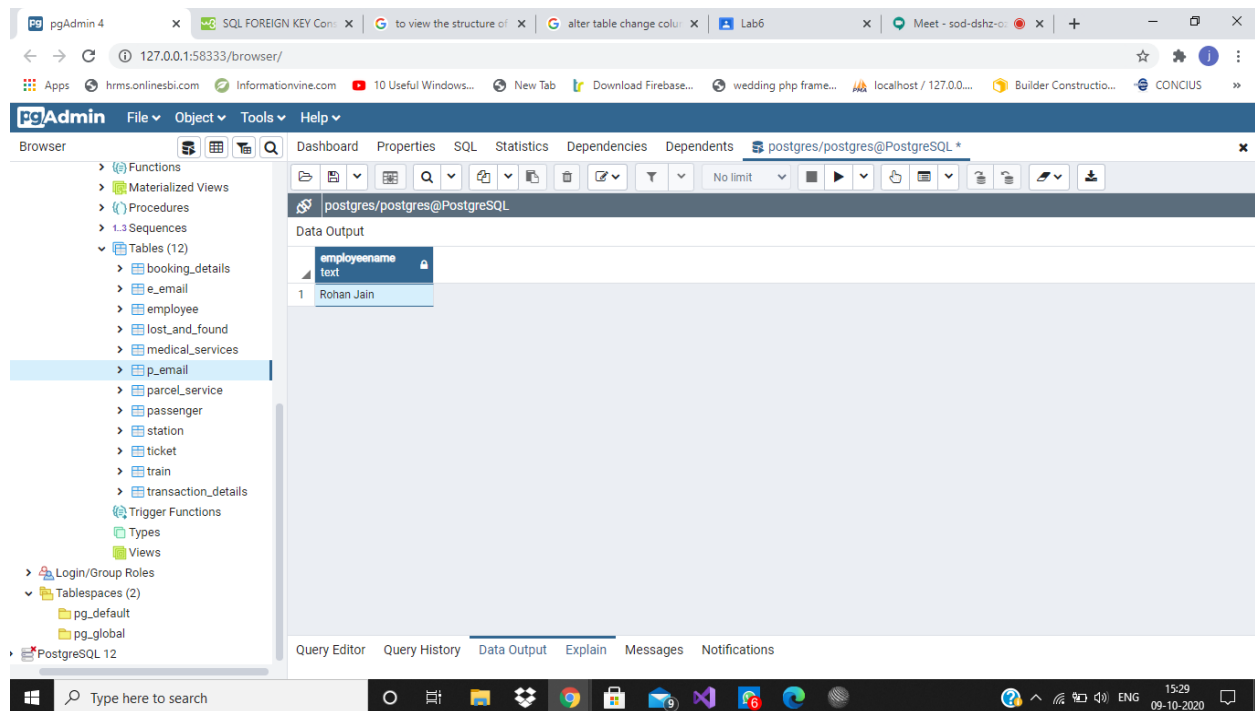 pgAdmin 4
SQL FOREIGN KEY Cons
to view the structure of
alter table change colu
Lab6
Meet - sod-dshz-o
127.0.0.1:58333/browser/
j
Apps hrms.onlinesbi.com Informationvine.com 10 Useful Windows... New Tab Download Firebase... wedding php frame... localhost / 127.0.0.... Builder Constructio... CONCIUS »
pgAdmin File Object Tools Help
Browser
Dashboard Properties SQL Statistics Dependencies Dependents postgres/postgres@PostgreSQL *
Functions
Materialized Views
Procedures
1..3 Sequences
Tables (12)
booking_details
e_email
employee
lost_and_found
medical_services
p_email
parcel_service
passenger
station
ticket
train
transaction_details
Trigger Functions
Types
Views
Login/Group Roles
Tablespaces (2)
pg_default
pg_global
PostgreSQL 12
No limit
postgres/postgres@PostgreSQL
Data Output
employeename
text
1 Rohan Jain
Query Editor Query History Data Output Explain Messages Notifications
Type here to search
9
6
ENG
15:29
09-10-2020